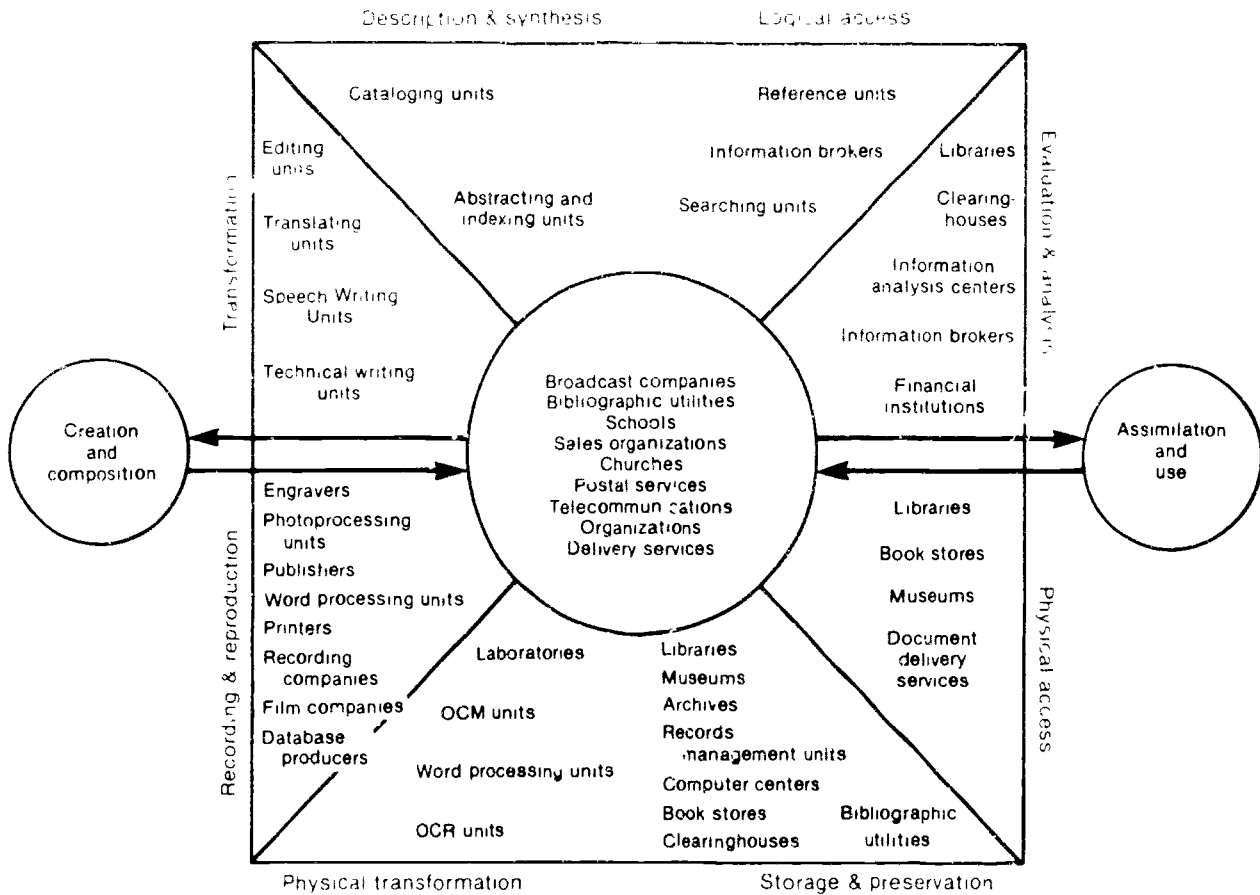 Description & synthesis
Logical access
Cataloging units
Reference units
Editing
units
Information brokers
Libraries
Abstracting and
indexing units
Searching units
Clearing-
houses
Translating
units
Information
analysis centers
Speech Writing
Units
Information brokers
Technical writing
units
Financial
institutions
Transformation
Evaluation & analysis
Creation
and
composition
Broadcast companies
Bibliographic utilities
Schools
Sales organizations
Churches
Postal services
Telecommunications
Organizations
Delivery services
Assimilation
and
use
Recording & reproduction
Engravers
Photoprocessing
units
Publishers
Word processing units
Printers
Recording
companies
Film companies
Database
producers
Laboratories
OCM units
Word processing units
OCR units
Libraries
Museums
Archives
Records
management units
Computer centers
Book stores
Clearinghouses
Bibliographic
utilities
Libraries
Book stores
Museums
Document
delivery
services
Physical access
Physical transformation
Storage & preservation